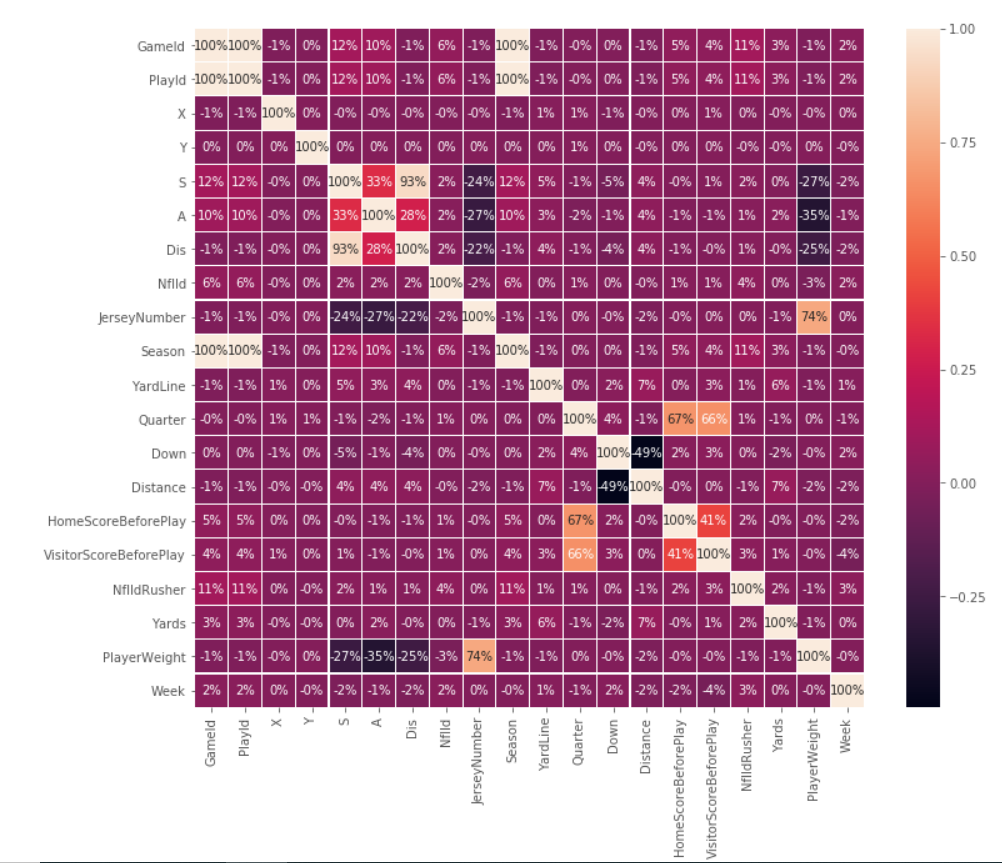 GameId 100% 100% -1% 0% 12% 10% -1% 6% -1% 100% -1% -0% 0% -1% 5% 4% 11% 3% -1% 2%
PlayId 100% 100% -1% 0% 12% 10% -1% 6% -1% 100% -1% -0% 0% -1% 5% 4% 11% 3% -1% 2%
X -1% -1% 100% 0% -0% -0% -0% -0% -0% -1% 1% 1% -0% -0% 0% 1% 0% -0% -0% 0%
Y 0% 0% 0% 100% 0% 0% 0% 0% 0% 0% 0% 1% 0% -0% 0% 0% -0% -0% 0% -0%
S 12% 12% -0% 0% 100% 33% 93% 2% -24% 12% 5% -1% -5% 4% -0% 1% 2% 0% -27% -2%
A 10% 10% -0% 0% 33% 100% 28% 2% -27% 10% 3% -2% -1% 4% -1% -1% 1% 2% -35% -1%
Dis -1% -1% -0% 0% 93% 28% 100% 2% -22% -1% 4% -1% -4% 4% -1% -0% 1% -0% -25% -2%
NflId 6% 6% -0% 0% 2% 2% 2% 100% -2% 6% 0% 1% -0% -0% 1% 1% 4% 0% -3% 2%
JerseyNumber -1% -1% -0% 0% -24% -27% -22% -2% 100% -1% -1% 0% -0% -2% -0% 0% 0% -1% 74% 0%
Season 100% 100% -1% 0% 12% 10% -1% 6% -1% 100% -1% 0% 0% -1% 5% 4% 11% 3% -1% -0%
YardLine -1% -1% 1% 0% 5% 3% 4% 0% -1% -1% 100% 0% 2% 7% 0% 3% 1% 6% -1% 1%
Quarter -0% -0% 1% 1% -1% -2% -1% 1% 0% 0% 0% 100% 4% -1% 67% 66% 1% -1% 0% -1%
Down 0% 0% -0% 0% -5% -1% -4% -0% -0% 0% 2% 4% 100% -49% 2% 3% 0% -2% -0% 2%
Distance -1% -1% -0% -0% 4% 4% 4% -0% -2% -1% 7% -1% -49% 100% -0% 0% -1% 7% -2% -2%
HomeScoreBeforePlay 5% 5% 0% 0% -0% -1% -1% 1% -0% 5% 0% 67% 2% -0% 100% 41% 2% -0% -0% -2%
VisitorScoreBeforePlay 4% 4% 1% 0% 1% -1% -0% 1% 0% 4% 3% 66% 3% 0% 41% 100% 3% 1% -0% -4%
NflIdRusher 11% 11% 0% -0% 2% 1% 1% 4% 0% 11% 1% 1% 0% -1% 2% 3% 100% 2% -1% 3%
Yards 3% 3% -0% -0% 0% 2% -0% 0% -1% 3% 6% -1% -2% 7% -0% 1% 2% 100% -1% 0%
PlayerWeight -1% -1% -0% 0% -27% -35% -25% -3% 74% -1% -1% 0% -0% -2% -0% -0% -1% -1% 100% -0%
Week 2% 2% 0% -0% -2% -1% -2% 2% 0% -0% 1% -1% 2% -2% -2% -4% 3% 0% -0% 100%
GameId PlayId X Y S A Dis NflId JerseyNumber Season YardLine Quarter Down Distance HomeScoreBeforePlay VisitorScoreBeforePlay NflIdRusher Yards PlayerWeight Week
1.00
0.75
0.50
0.25
0.00
−0.25